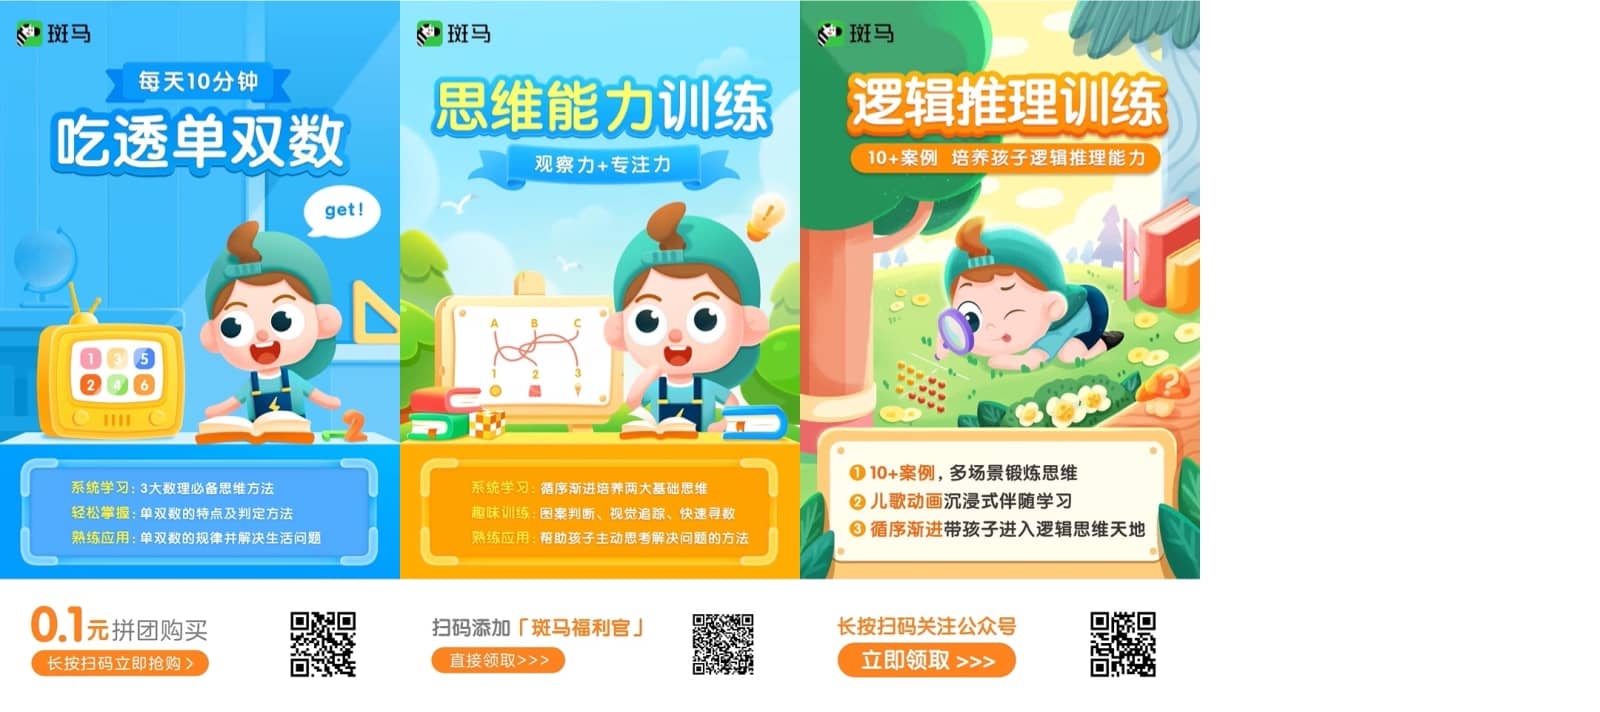 斑马
每天10分钟
吃透单双数
get!
1 3 5
2 4 6
2
系统学习：3大数理必备思维方法
轻松掌握：单双数的特点及判定方法
熟练应用：单双数的规律并解决生活问题
0.1元拼团购买
长按扫码立即抢购>
斑马
思维能力训练
观察力+专注力
A B C
1 2 3
系统学习：循序渐进培养两大基础思维
趣味训练：图案判断、视觉追踪、快速寻数
熟练应用：帮助孩子主动思考解决问题的方法
扫码添加「斑马福利官」
直接领取>>>
斑马
逻辑推理训练
10+案例 培养孩子逻辑推理能力
?
1 10+案例，多场景锻炼思维
2 儿歌动画沉浸式伴随学习
3 循序渐进带孩子进入逻辑思维天地
长按扫码关注公众号
立即领取 >>>